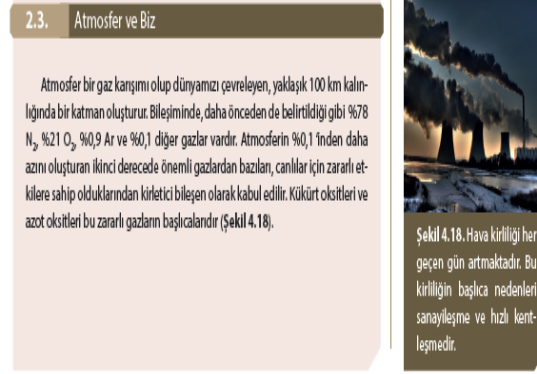 2.3. Atmosfer ve Biz
Atmosfer bir gaz karışımı olup dünyamızı çevreleyen, yaklaşık 100 km kalın-
lığında bir katman oluşturur. Bileşiminde, daha önceden de belirtildiği gibi %78
N₂, %21 O₂, %0,9 Ar ve %0,1 diğer gazlar vardır. Atmosferin %0,1 'inden daha
azını oluşturan ikinci derecede önemli gazlardan bazıları, canlılar için zararlı et-
kilere sahip olduklarından kirletici bileşen olarak kabul edilir. Kükürt oksitleri ve
azot oksitleri bu zararlı gazların başlıcalarıdır (Şekil 4.18).
Şekil 4.18. Hava kirliliği her
geçen gün artmaktadır. Bu
kirliliğin başlıca nedenleri
sanayileşme ve hızlı kent-
leşmedir.